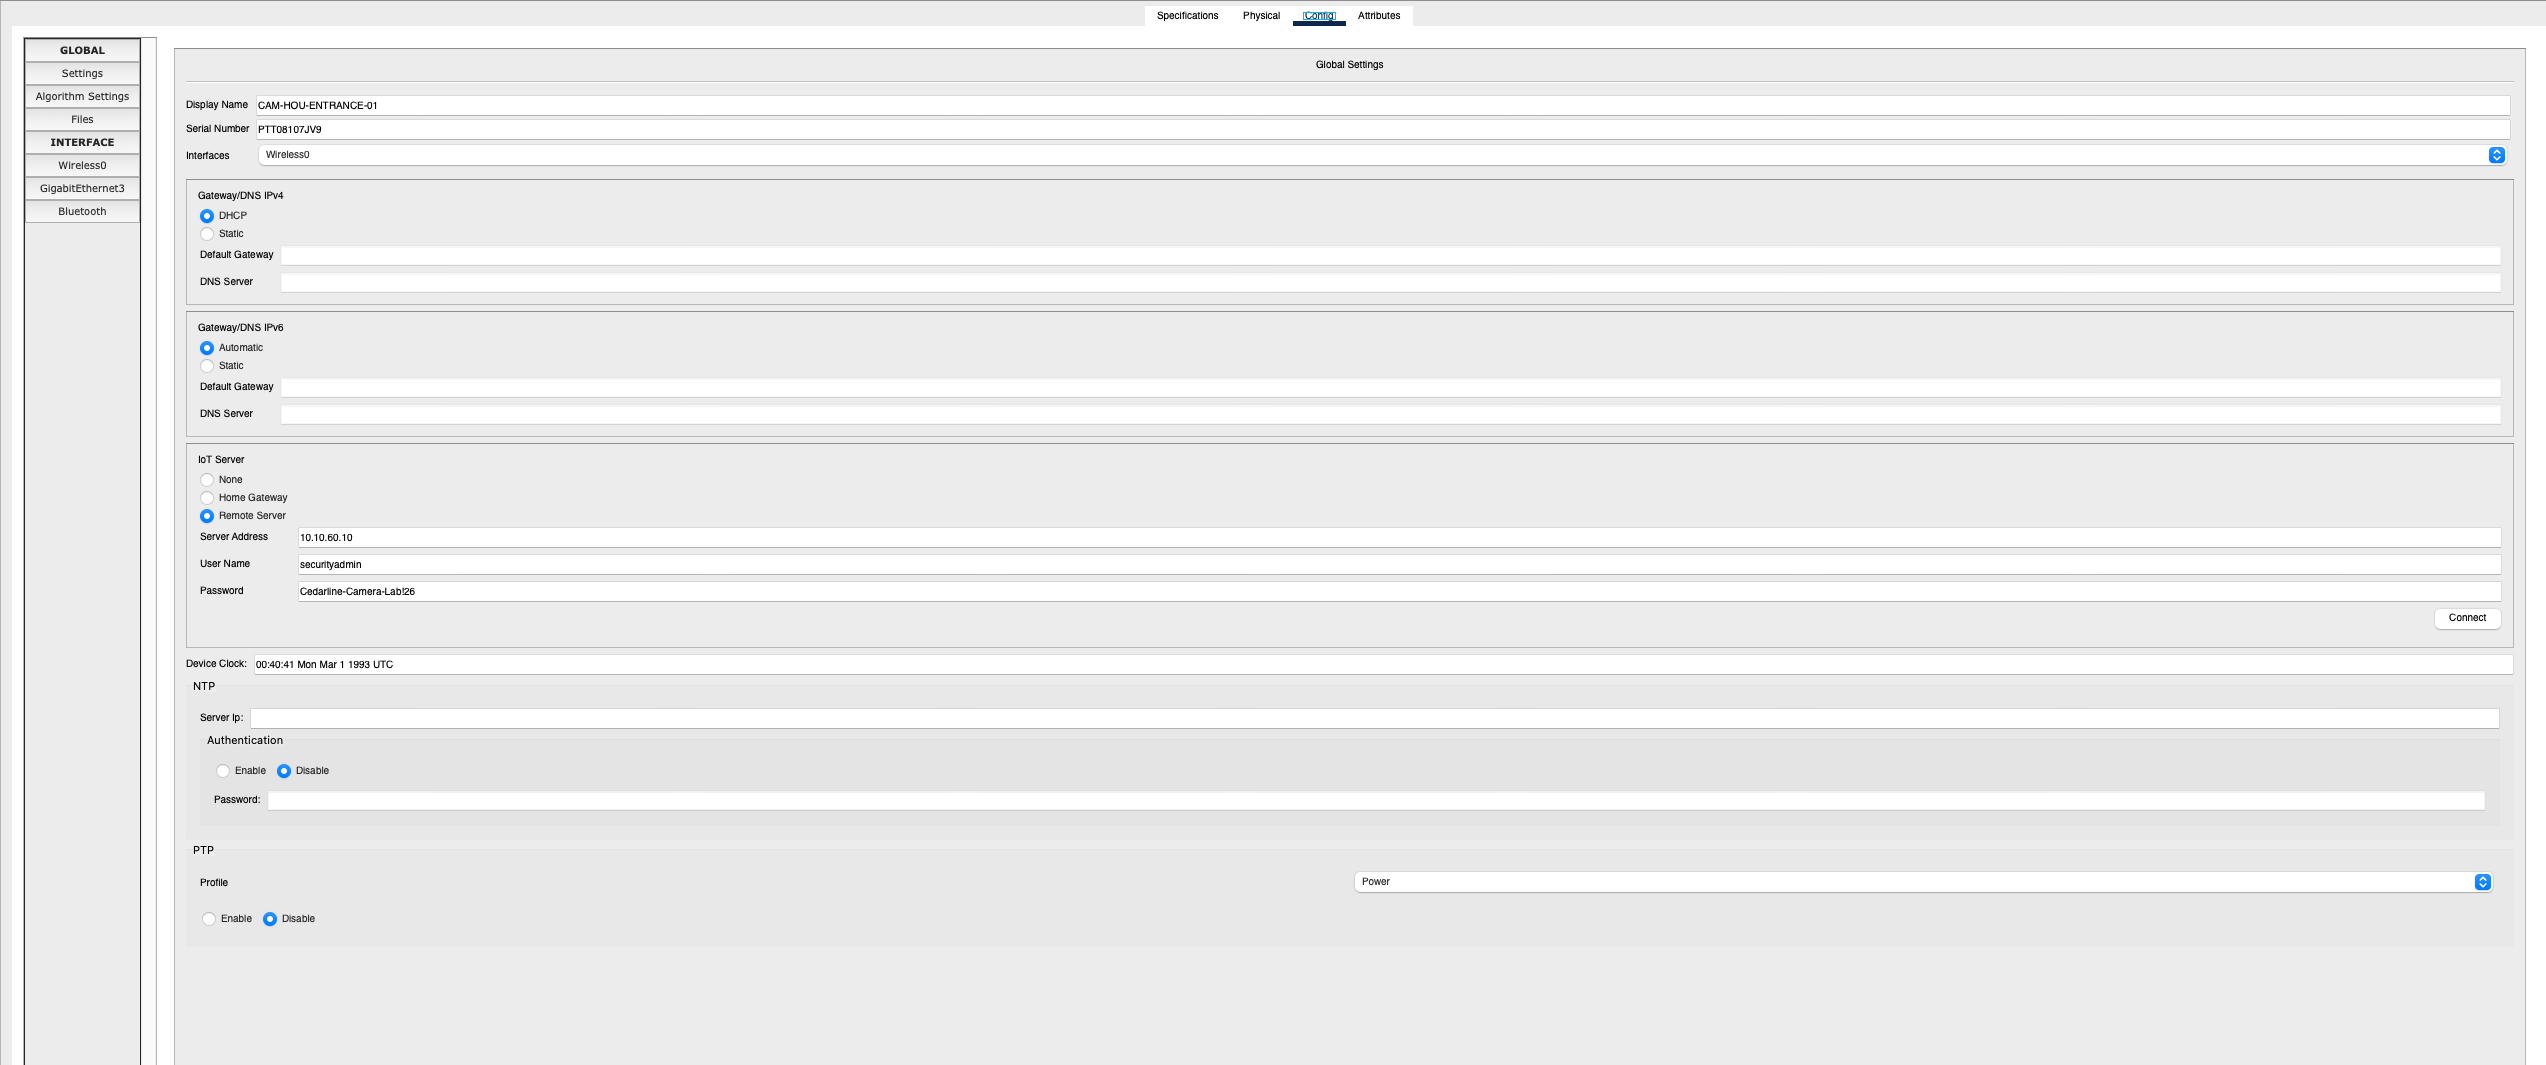 Specifications Physical Config Attributes
GLOBAL
Settings
Algorithm Settings
Files
INTERFACE
Wireless0
GigabitEthernet3
Bluetooth
Global Settings
Display Name CAM-HOU-ENTRANCE-01
Serial Number PTT08107JV9
Interfaces Wireless0
Gateway/DNS IPv4
DHCP
Static
Default Gateway
DNS Server
Gateway/DNS IPv6
Automatic
Static
Default Gateway
DNS Server
IoT Server
None
Home Gateway
Remote Server
Server Address 10.10.60.10
User Name securityadmin
Password Cedarline-Camera-Lab!26
Connect
Device Clock: 00:40:41 Mon Mar 1 1993 UTC
NTP
Server Ip:
Authentication
Enable Disable
Password:
PTP
Profile Power
Enable Disable